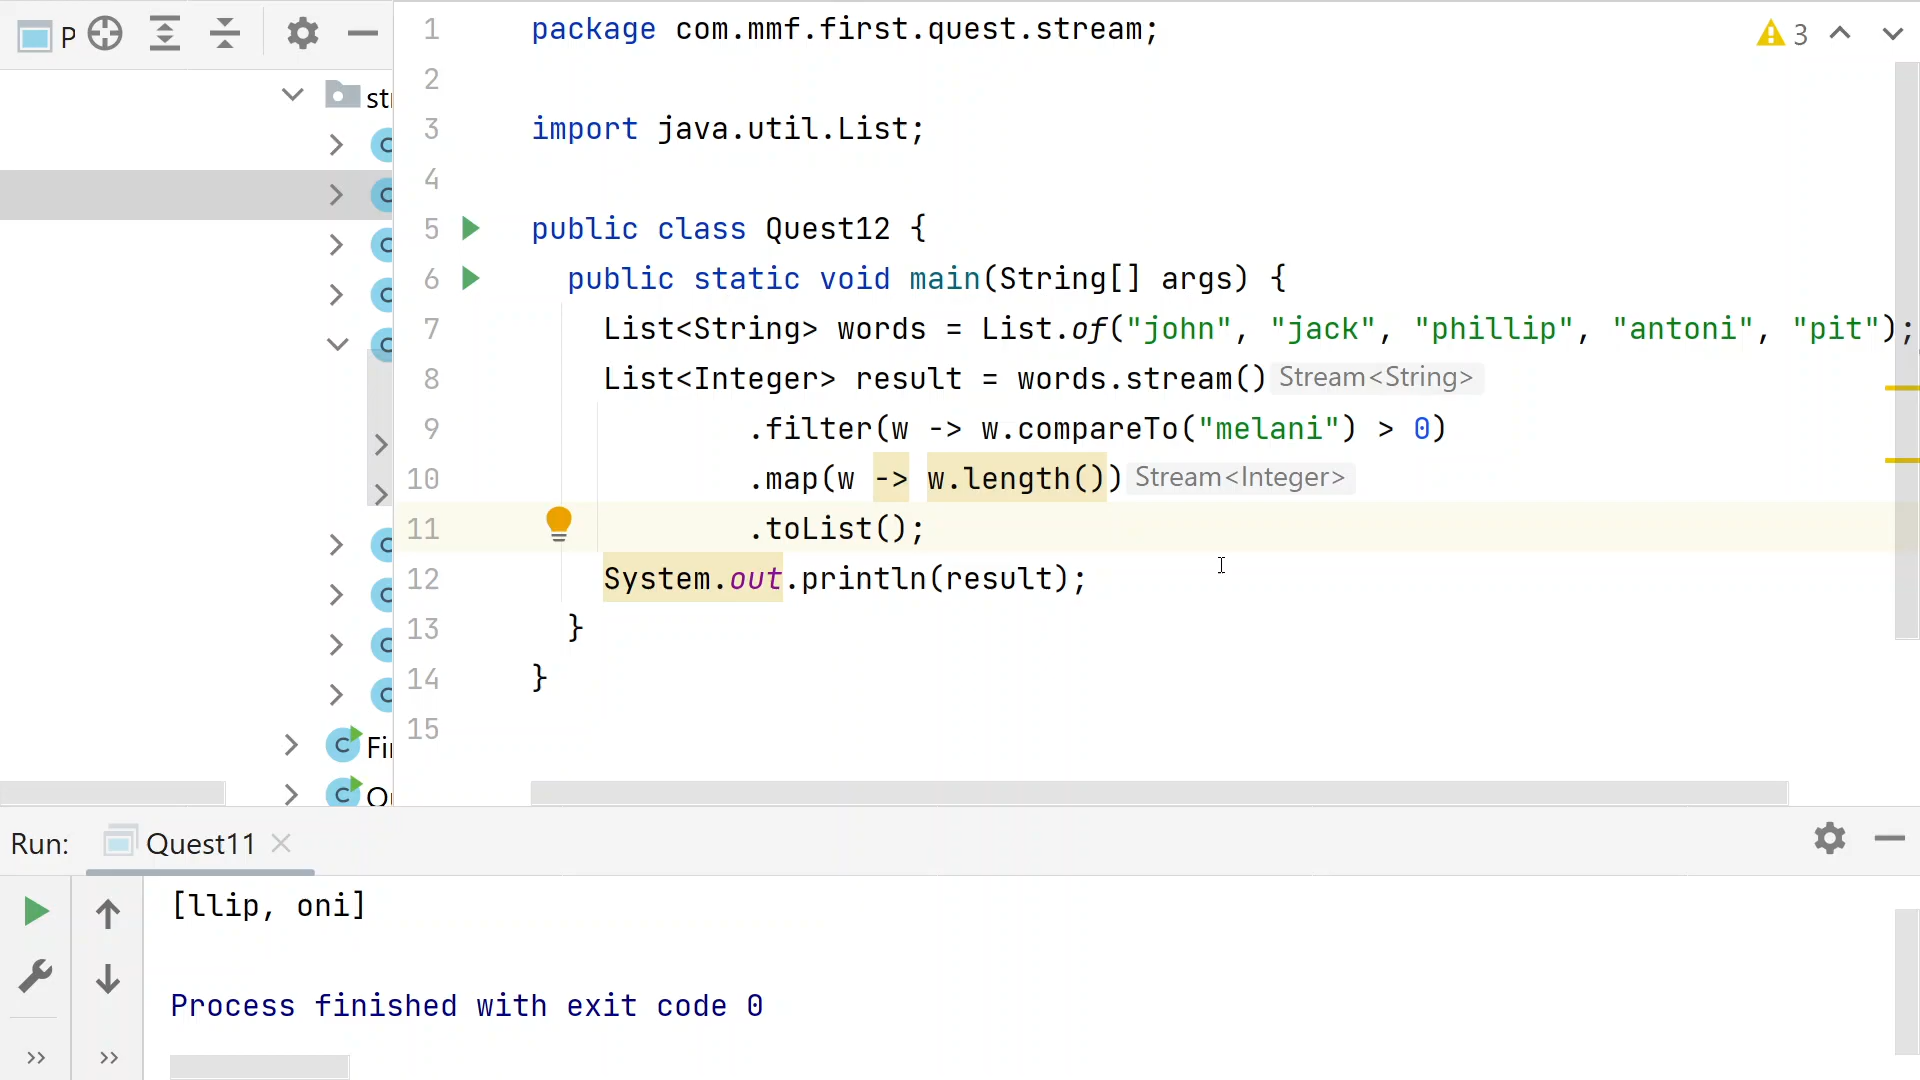 P
3
1 package com.mmf.first.quest.stream;
2
3 import java.util.List;
4
5 public class Quest12 {
6 public static void main(String[] args) {
7 List<String> words = List.of("john", "jack", "phillip", "antoni", "pit");
8 List<Integer> result = words.stream() Stream<String>
9 .filter(w -> w.compareTo("melani") > 0)
10 .map(w -> w.length()) Stream<Integer>
11 .toList();
12 System.out.println(result);
13 }
14 }
15
Run: Quest11
[llip, oni]
Process finished with exit code 0